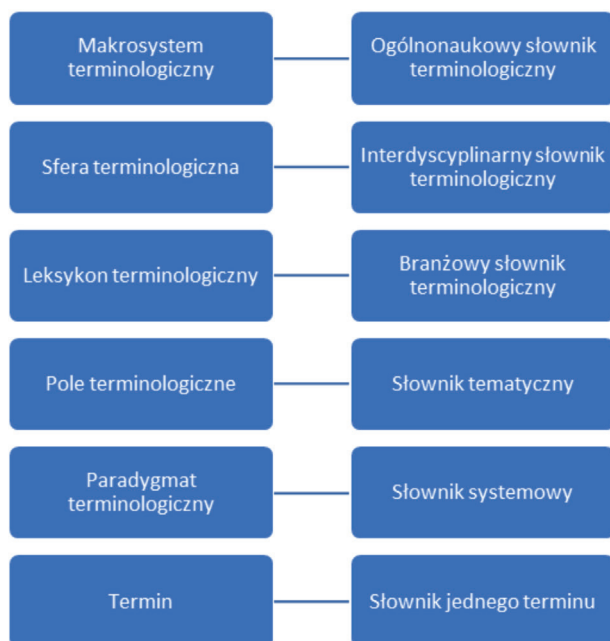 Makrosystem
terminologiczny
Ogólnonaukowy słownik
terminologiczny
Sfera terminologiczna
Interdyscyplinarny słownik
terminologiczny
Leksykon terminologiczny
Branżowy słownik
terminologiczny
Pole terminologiczne
Słownik tematyczny
Paradygmat
terminologiczny
Słownik systemowy
Termin
Słownik jednego terminu